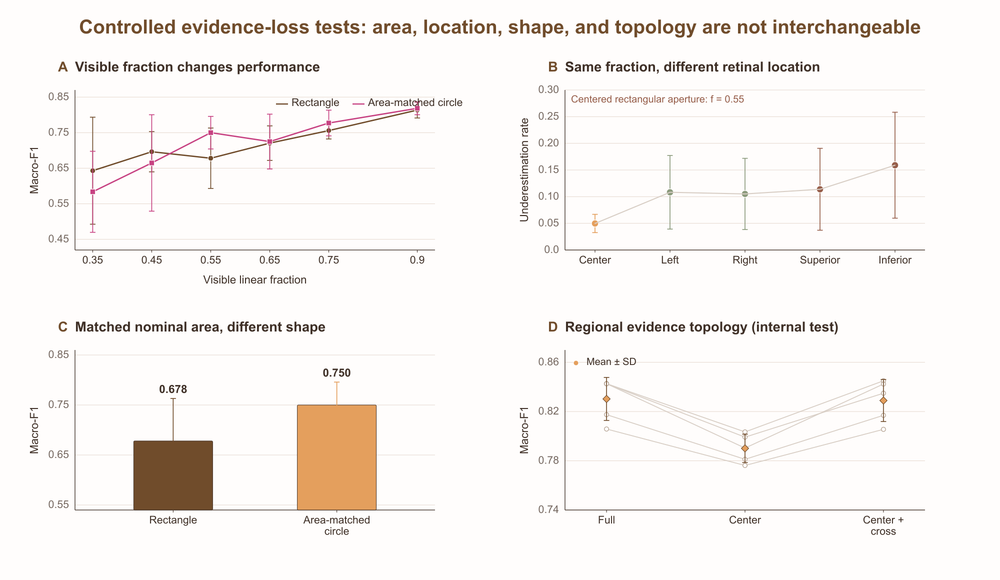 Controlled evidence-loss tests: area, location, shape, and topology are not interchangeable
A Visible fraction changes performance
0.85
0.75
0.65
0.55
0.45
Macro-F1
Rectangle
Area-matched circle
0.35 0.45 0.55 0.65 0.75 0.9
Visible linear fraction
B Same fraction, different retinal location
0.30
0.25
0.20
0.15
0.10
0.05
0.0
Underestimation rate
Centered rectangular aperture: f = 0.55
Center Left Right Superior Inferior
C Matched nominal area, different shape
0.85
0.75
0.65
0.55
Macro-F1
0.678
0.750
Rectangle
Area-matched
circle
D Regional evidence topology (internal test)
0.86
0.82
0.78
0.74
Macro-F1
Mean ± SD
Full
Center
Center +
cross